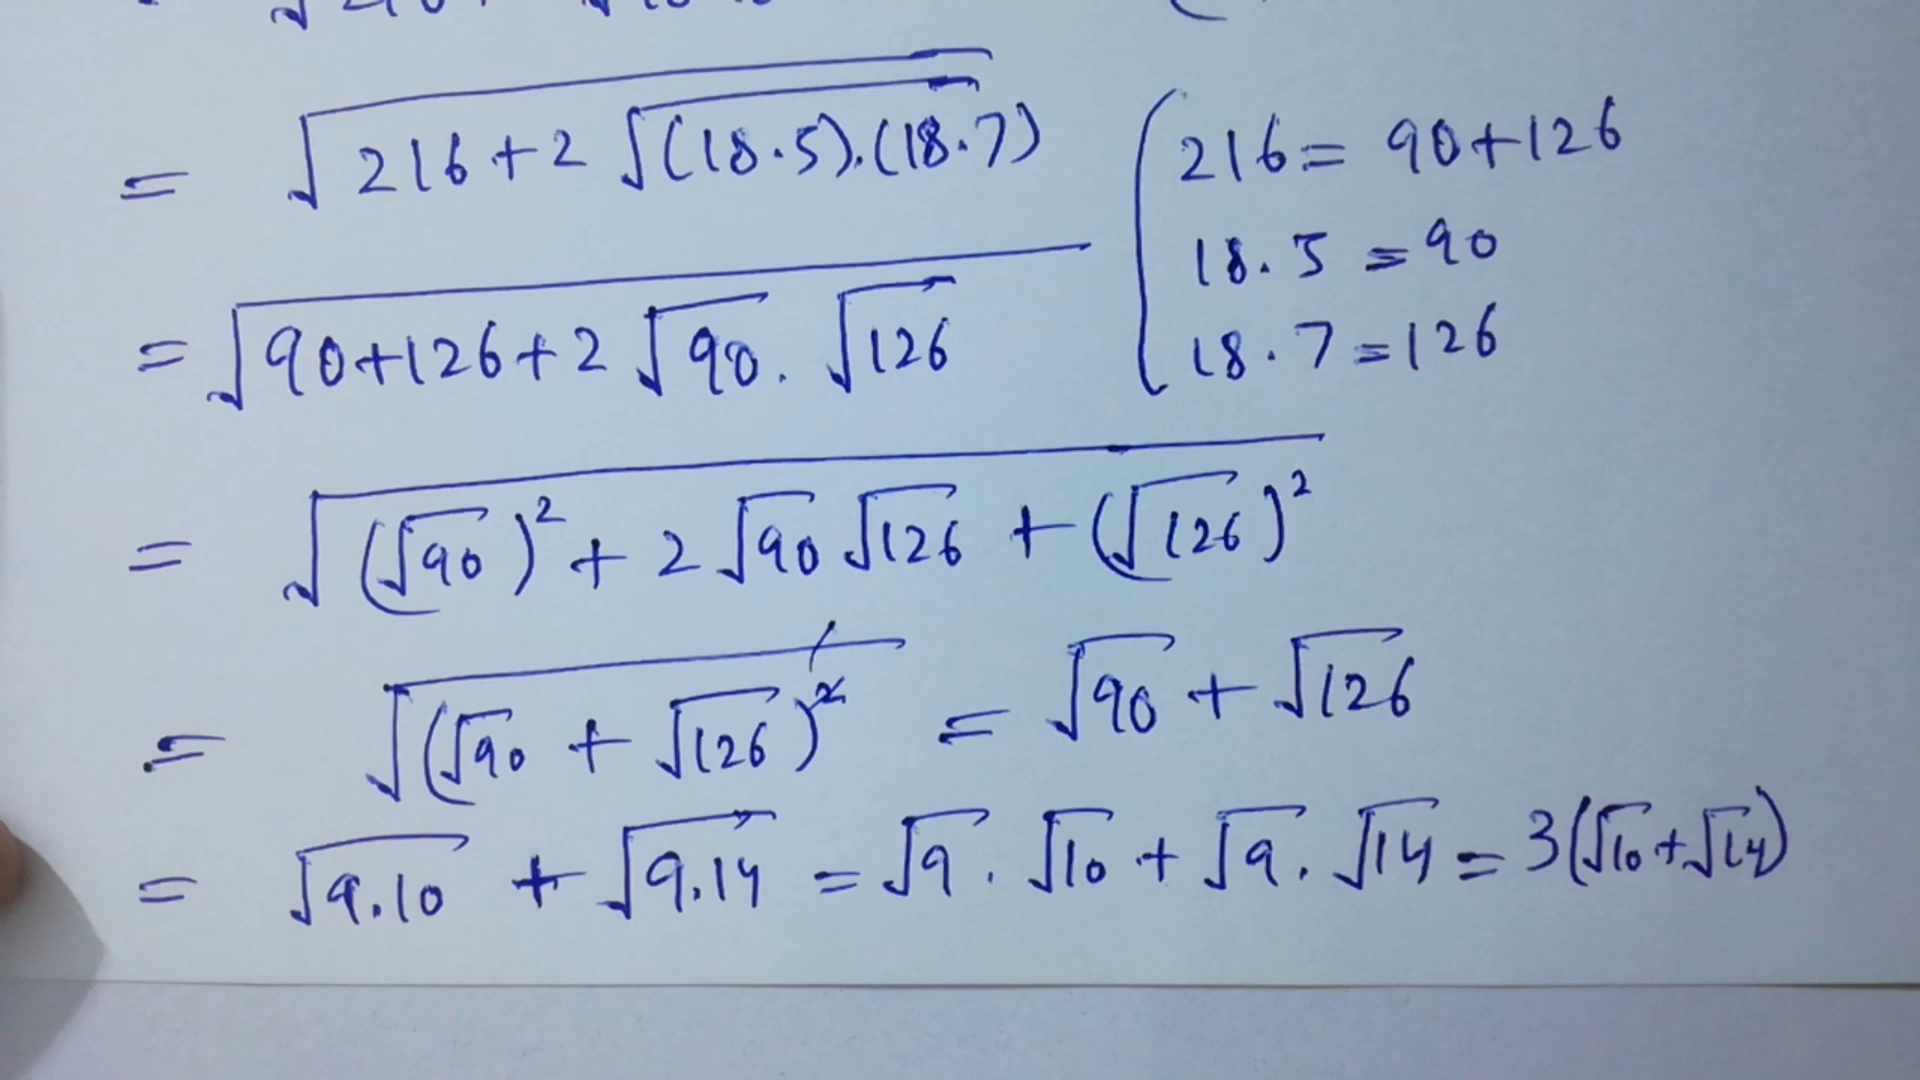 = √(216+2√((18.5).(18.7)))
(216 = 90+126
18.5 = 90
18.7 = 126
= √(90+126+2√90 . √126)
= √((√90)² + 2√90 √126 + (√126)²)
= √((√90 + √126)²) = √90 + √126
= √9.10 + √9.14 = √9 . √10 + √9 . √14 = 3(√10+√14)